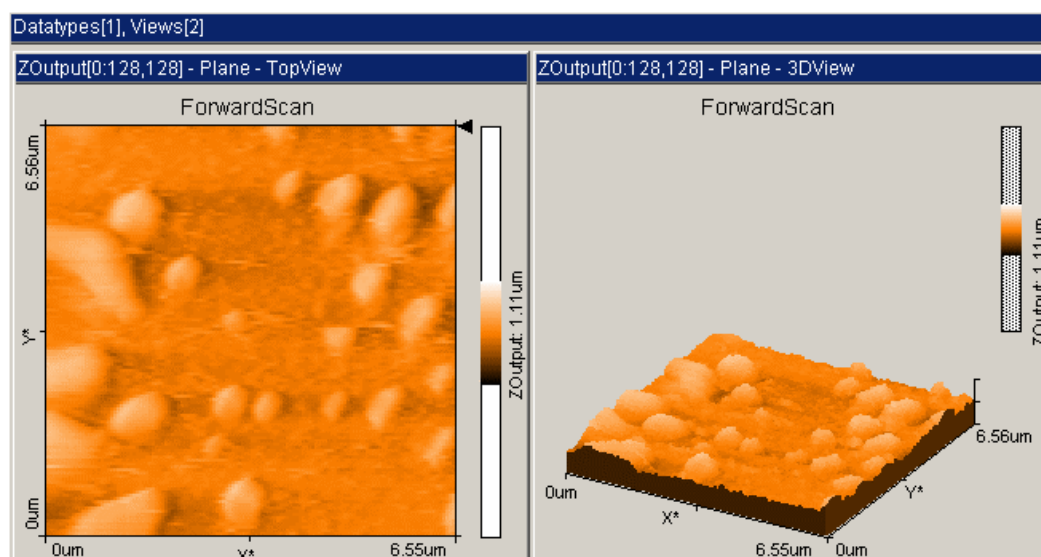 Datatypes[1], Views[2]
ZOutput[0:128,128] - Plane - TopView
ForwardScan
6.56um
Y*
0um
0um
X*
6.55um
ZOutput: 1.11um
ZOutput[0:128,128] - Plane - 3DView
ForwardScan
ZOutput: 1.11um
6.56um
0um
X*
Y*
6.55um
0um